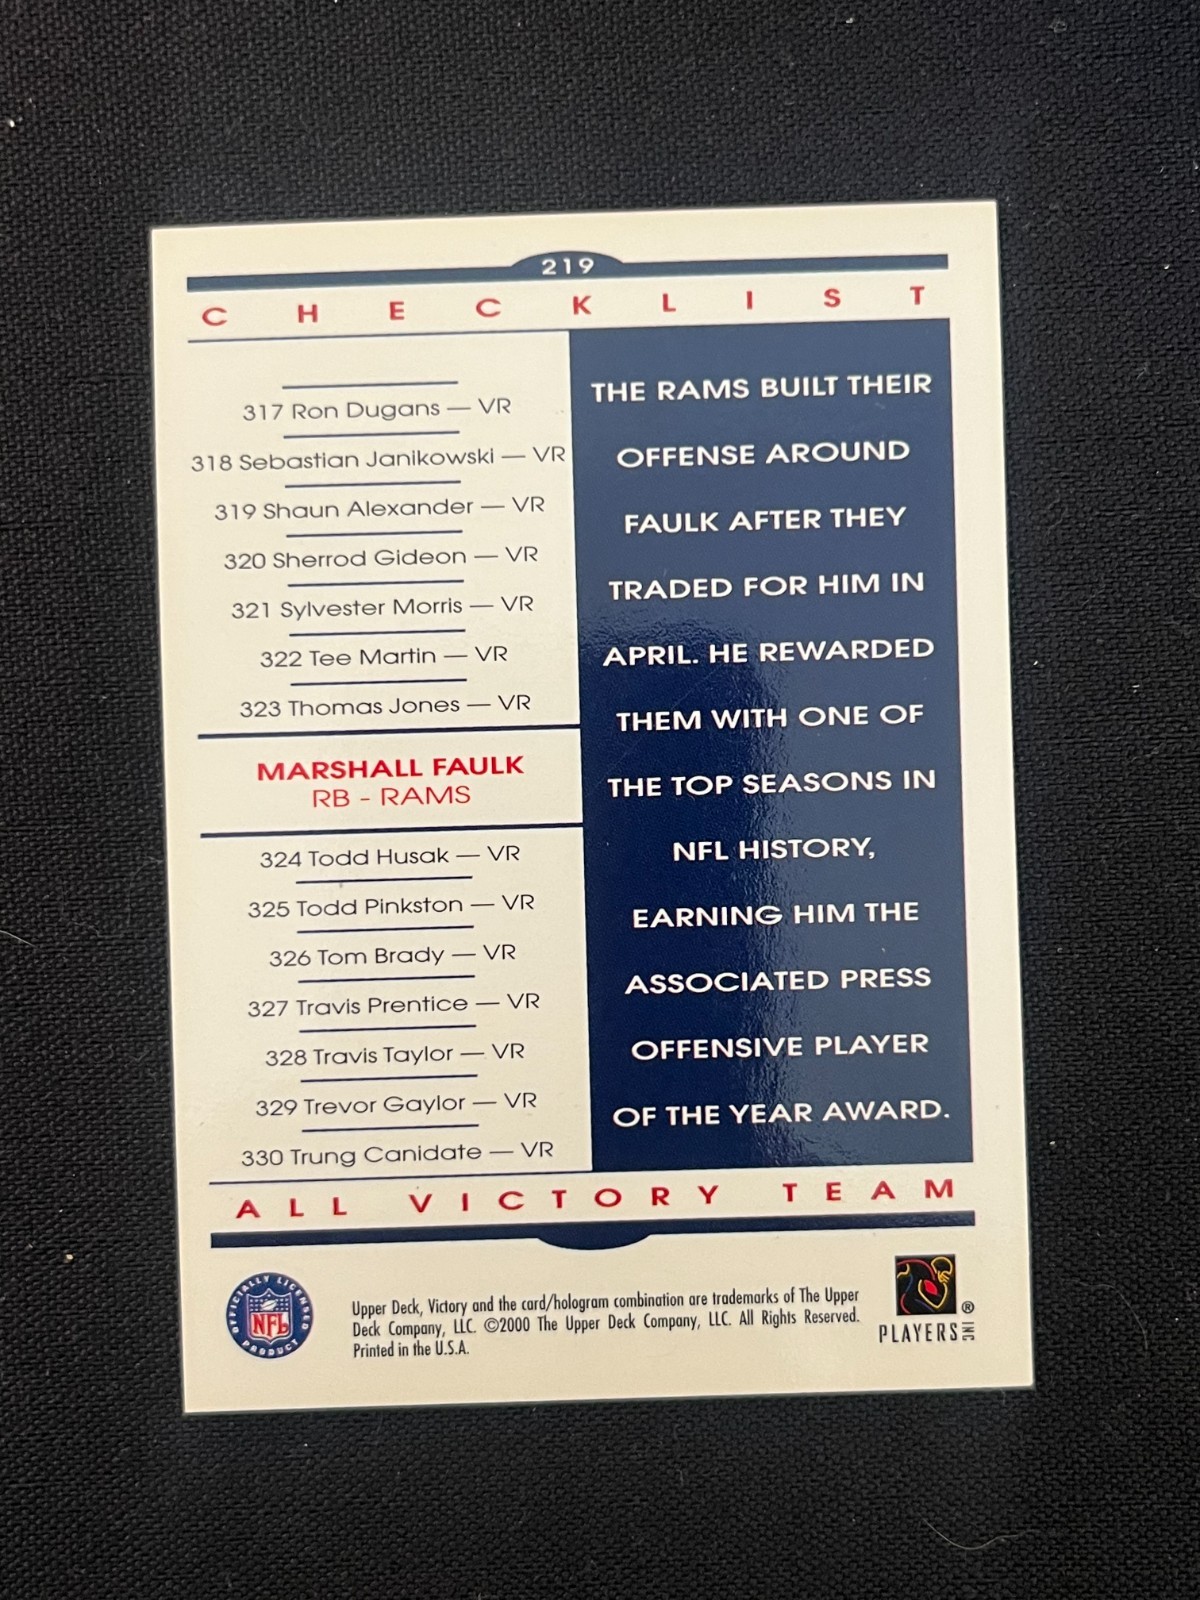 219
CHECKLIST
317 Ron Dugans — VR
318 Sebastian Janikowski — VR
319 Shaun Alexander — VR
320 Sherrod Gideon — VR
321 Sylvester Morris — VR
322 Tee Martin — VR
323 Thomas Jones — VR
MARSHALL FAULK
RB - RAMS
324 Todd Husak — VR
325 Todd Pinkston — VR
326 Tom Brady — VR
327 Travis Prentice — VR
328 Travis Taylor — VR
329 Trevor Gaylor — VR
330 Trung Canidate — VR
THE RAMS BUILT THEIR
OFFENSE AROUND
FAULK AFTER THEY
TRADED FOR HIM IN
APRIL. HE REWARDED
THEM WITH ONE OF
THE TOP SEASONS IN
NFL HISTORY,
EARNING HIM THE
ASSOCIATED PRESS
OFFENSIVE PLAYER
OF THE YEAR AWARD.
ALL VICTORY TEAM
OFFICIALLY LICENSED
NFL
PRODUCT
Upper Deck, Victory and the card/hologram combination are trademarks of The Upper
Deck Company, LLC. ©2000 The Upper Deck Company, LLC. All Rights Reserved.
Printed in the U.S.A.
®
PLAYERS INC